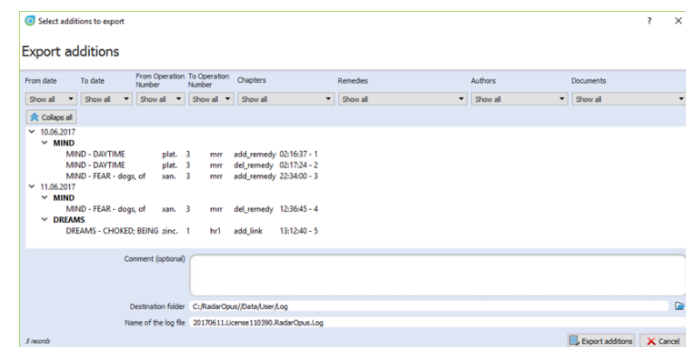 Select additions to export ? X
Export additions
From date To date From Operation Number To Operation Number Chapters Remedies Authors Documents
Show all Show all Show all Show all Show all Show all Show all Show all
Collaps all
10.06.2017
MIND
MIND - DAYTIME plat. 3 mrr add_remedy 02:16:37 - 1
MIND - DAYTIME plat. 3 mrr del_remedy 02:17:24 - 2
MIND - FEAR - dogs, of xan. 3 mrr add_remedy 22:34:00 - 3
11.06.2017
MIND
MIND - FEAR - dogs, of xan. 3 mrr del_remedy 12:36:45 - 4
DREAMS
DREAMS - CHOKED; BEING zinc. 1 hr1 add_link 13:12:40 - 5
Comment (optional)
Destination folder C:/RadarOpus//Data/User/Log
Name of the log file 20170611.License110390.RadarOpus.Log
5 records Export additions Cancel